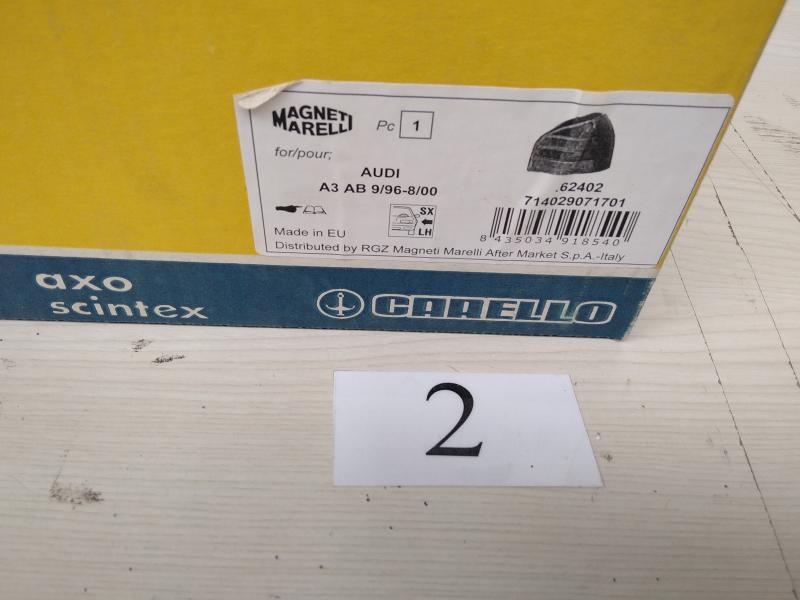 MAGNETI
MARELLI
Pc 1
for/pour;
AUDI
A3 AB 9/96-8/00
.62402
714029071701
SX
LH
Made in EU
8 435034 918540
Distributed by RGZ Magneti Marelli After Market S.p.A.-Italy
axo
scintex
CARELLO
2